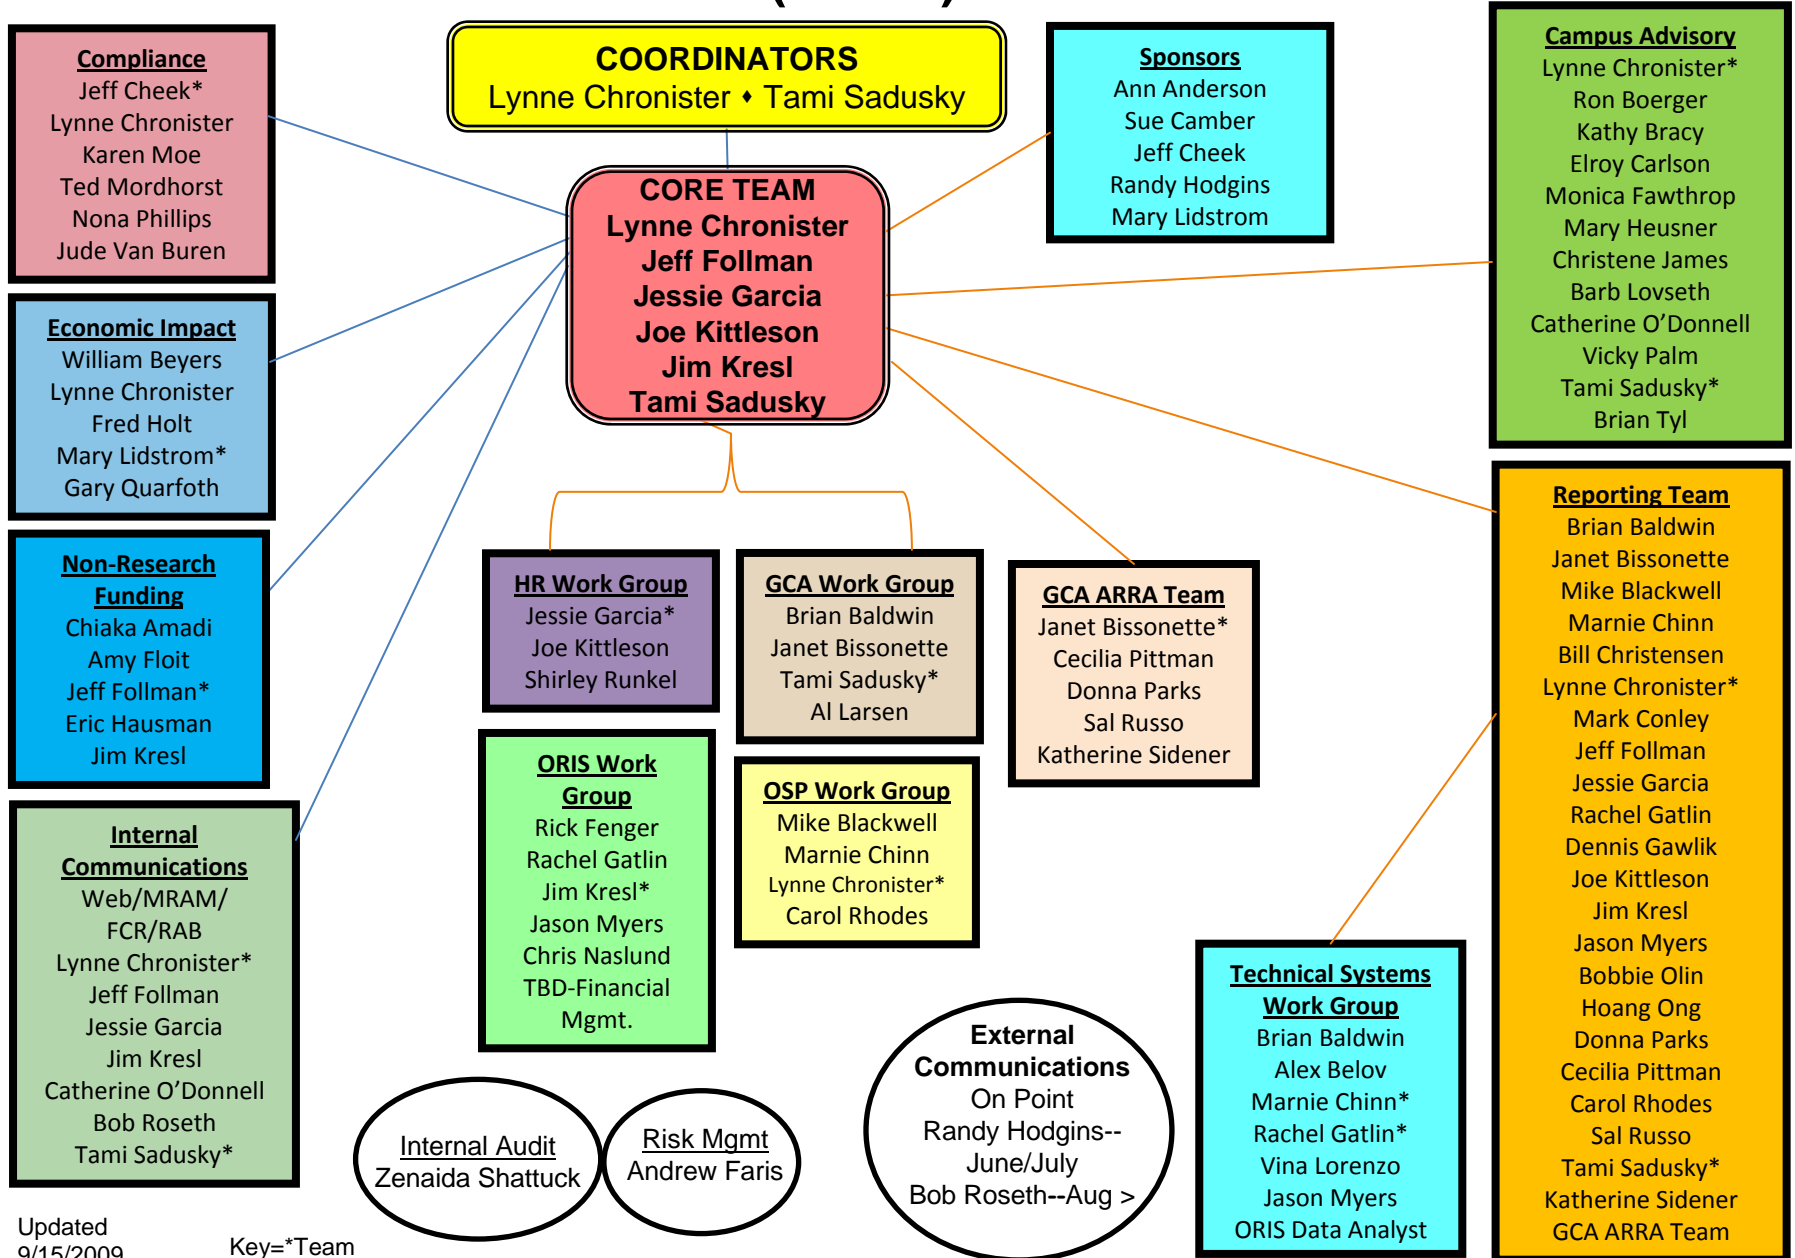 COORDINATORS
Lynne Chronister ♦ Tami Sadusky
CORE TEAM
Lynne Chronister
Jeff Follman
Jessie Garcia
Joe Kittleson
Jim Kresl
Tami Sadusky
Compliance
Jeff Cheek*
Lynne Chronister
Karen Moe
Ted Mordhorst
Nona Phillips
Jude Van Buren
Economic Impact
William Beyers
Lynne Chronister
Fred Holt
Mary Lidstrom*
Gary Quarfoth
Non-Research
Funding
Chiaka Amadi
Amy Floit
Jeff Follman*
Eric Hausman
Jim Kresl
Internal
Communications
Web/MRAM/
FCR/RAB
Lynne Chronister*
Jeff Follman
Jessie Garcia
Jim Kresl
Catherine O’Donnell
Bob Roseth
Tami Sadusky*
Sponsors
Ann Anderson
Sue Camber
Jeff Cheek
Randy Hodgins
Mary Lidstrom
Campus Advisory
Lynne Chronister*
Ron Boerger
Kathy Bracy
Elroy Carlson
Monica Fawthrop
Mary Heusner
Christene James
Barb Lovseth
Catherine O’Donnell
Vicky Palm
Tami Sadusky*
Brian Tyl
HR Work Group
Jessie Garcia*
Joe Kittleson
Shirley Runkel
GCA Work Group
Brian Baldwin
Janet Bissonette
Tami Sadusky*
Al Larsen
GCA ARRA Team
Janet Bissonette*
Cecilia Pittman
Donna Parks
Sal Russo
Katherine Sidener
ORIS Work
Group
Rick Fenger
Rachel Gatlin
Jim Kresl*
Jason Myers
Chris Naslund
TBD-Financial
Mgmt.
OSP Work Group
Mike Blackwell
Marnie Chinn
Lynne Chronister*
Carol Rhodes
Reporting Team
Brian Baldwin
Janet Bissonette
Mike Blackwell
Marnie Chinn
Bill Christensen
Lynne Chronister*
Mark Conley
Jeff Follman
Jessie Garcia
Rachel Gatlin
Dennis Gawlik
Joe Kittleson
Jim Kresl
Jason Myers
Bobbie Olin
Hoang Ong
Donna Parks
Cecilia Pittman
Carol Rhodes
Sal Russo
Tami Sadusky*
Katherine Sidener
GCA ARRA Team
Technical Systems
Work Group
Brian Baldwin
Alex Belov
Marnie Chinn*
Rachel Gatlin*
Vina Lorenzo
Jason Myers
ORIS Data Analyst
External
Communications
On Point
Randy Hodgins--
June/July
Bob Roseth--Aug >
Internal Audit
Zenaida Shattuck
Risk Mgmt
Andrew Faris
Updated
9/15/2009
Key=*Team